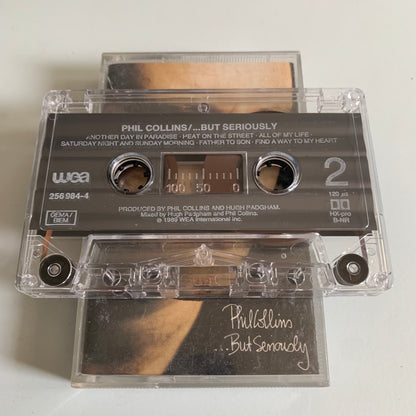 PHIL COLLINS/...BUT SERIOUSLY
ANOTHER DAY IN PARADISE · HEAT ON THE STREET · ALL OF MY LIFE ·
SATURDAY NIGHT AND SUNDAY MORNING · FATHER TO SON · FIND A WAY TO MY HEART
wea
256 984-4
2
100 50 0
120 µs
HX-pro
B-NR
GEMA/
BIEM
PRODUCED BY PHIL COLLINS AND HUGH PADGHAM.
Mixed by Hugh Padgham and Phil Collins.
℗ 1989 WEA International Inc.
Phil Collins
...But Seriously